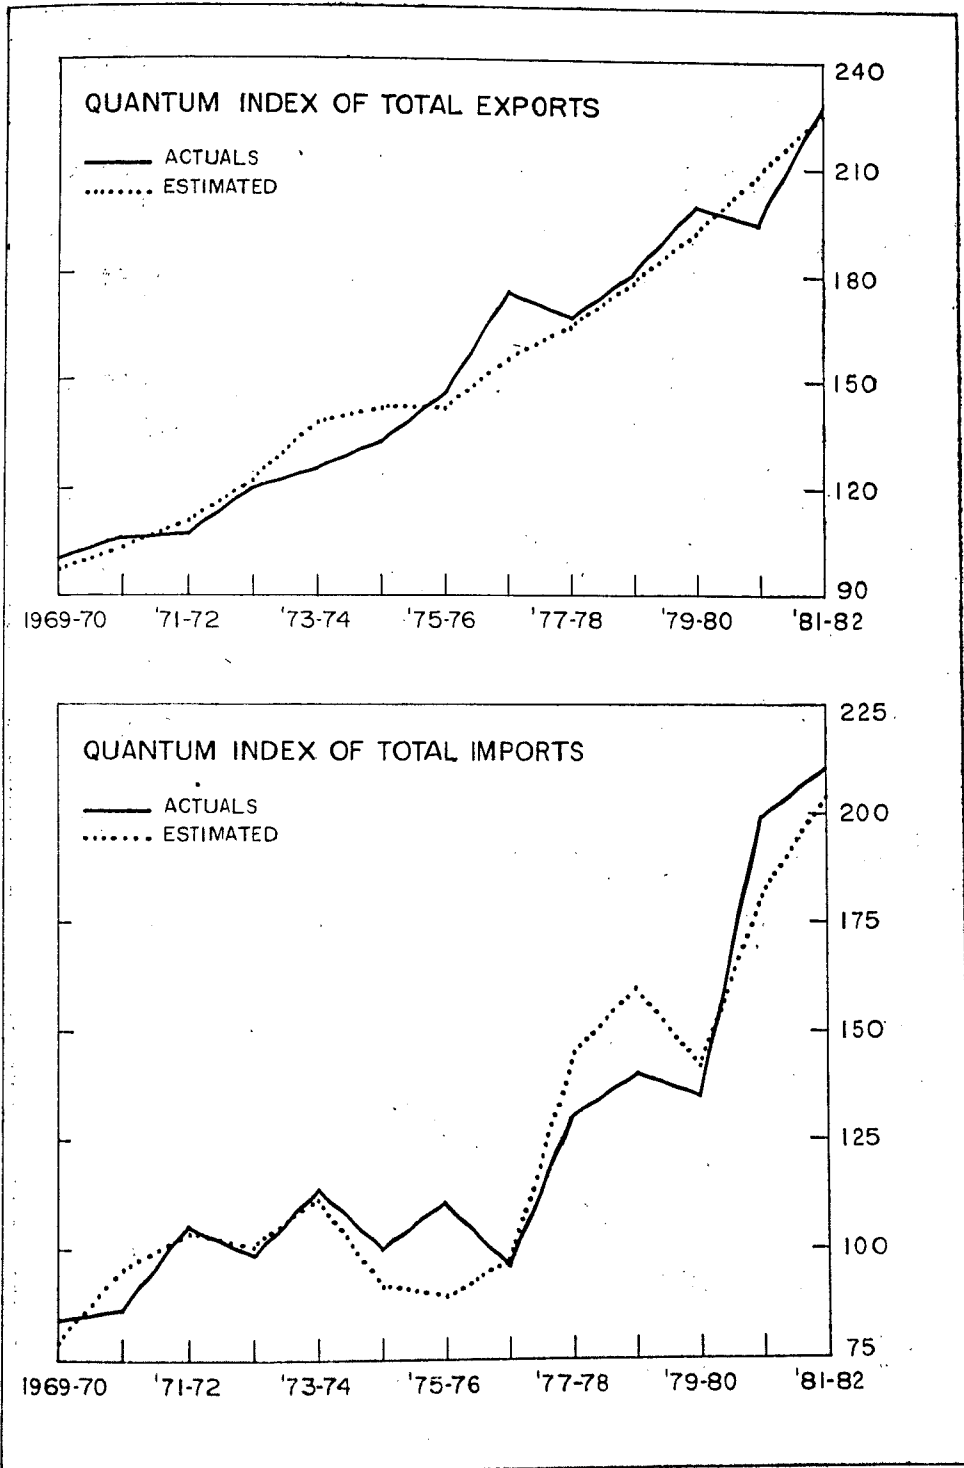 QUANTUM INDEX OF TOTAL EXPORTS
ACTUALS
ESTIMATED
240
210
180
150
120
90
1969-70 '71-72 '73-74 '75-76 '77-78 '79-80 '81-82
QUANTUM INDEX OF TOTAL IMPORTS
ACTUALS
ESTIMATED
225
200
175
150
125
100
75
1969-70 '71-72 '73-74 '75-76 '77-78 '79-80 '81-82